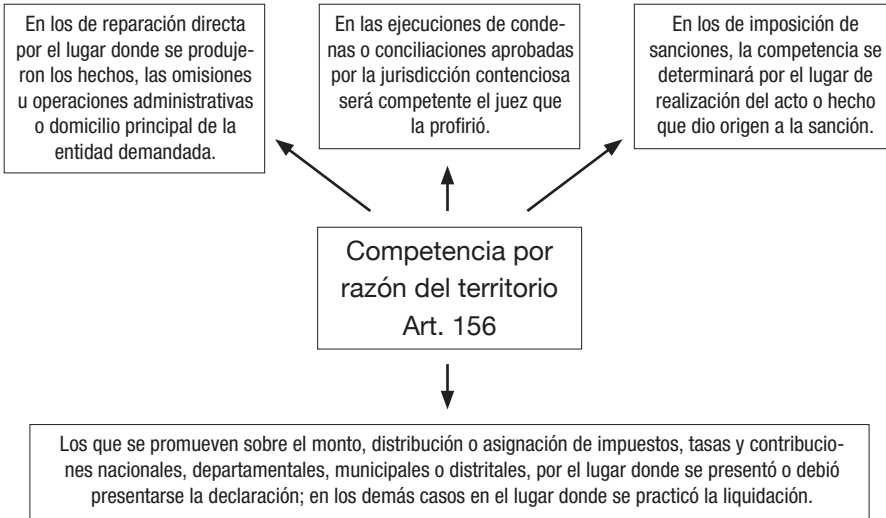 En los de reparación directa
por el lugar donde se produje-
ron los hechos, las omisiones
u operaciones administrativas
o domicilio principal de la
entidad demandada.
En las ejecuciones de conde-
nas o conciliaciones aprobadas
por la jurisdicción contenciosa
será competente el juez que
la profirió.
En los de imposición de
sanciones, la competencia se
determinará por el lugar de
realización del acto o hecho
que dio origen a la sanción.
Competencia por
razón del territorio
Art. 156
Los que se promueven sobre el monto, distribución o asignación de impuestos, tasas y contribucio-
nes nacionales, departamentales, municipales o distritales, por el lugar donde se presentó o debió
presentarse la declaración; en los demás casos en el lugar donde se practicó la liquidación.